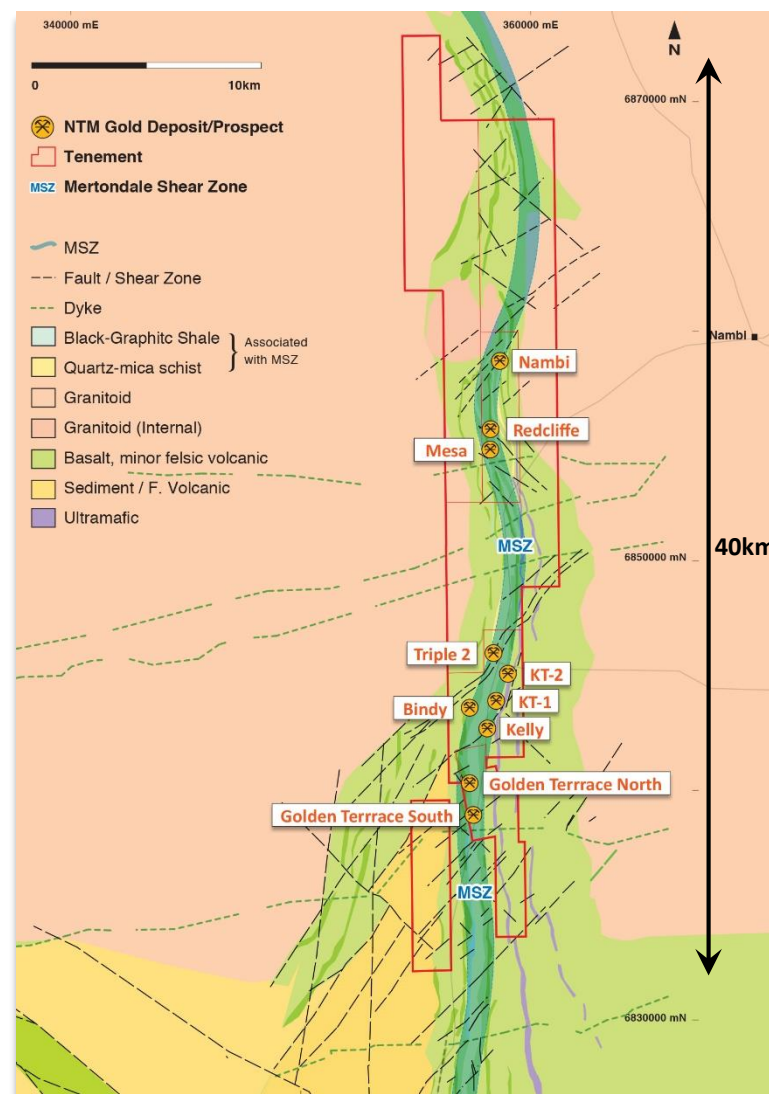 340000 mE
360000 mE
N
0
10km
6870000 mN
NTM Gold Deposit/Prospect
Tenement
MSZ Mertondale Shear Zone
MSZ
Fault / Shear Zone
Dyke
Black-Graphitc Shale
Associated
with MSZ
Quartz-mica schist
Granitoid
Granitoid (Internal)
Basalt, minor felsic volcanic
Sediment / F. Volcanic
Ultramafic
Nambi
Nambi
Redcliffe
Mesa
MSZ
40km
6850000 mN
Triple 2
KT-2
KT-1
Bindy
Kelly
Golden Terrrace North
Golden Terrrace South
MSZ
6830000 mN